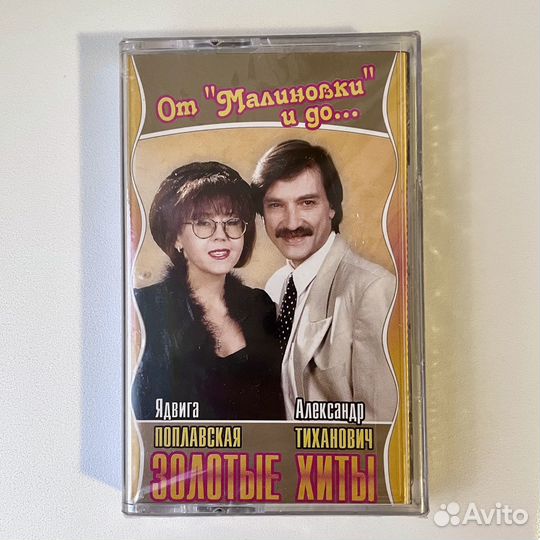 От "Малиновки"
и до...
Ядвига Александр
ПОПЛАВСКАЯ ТИХАНОВИЧ
ЗОЛОТЫЕ ХИТЫ
Avito